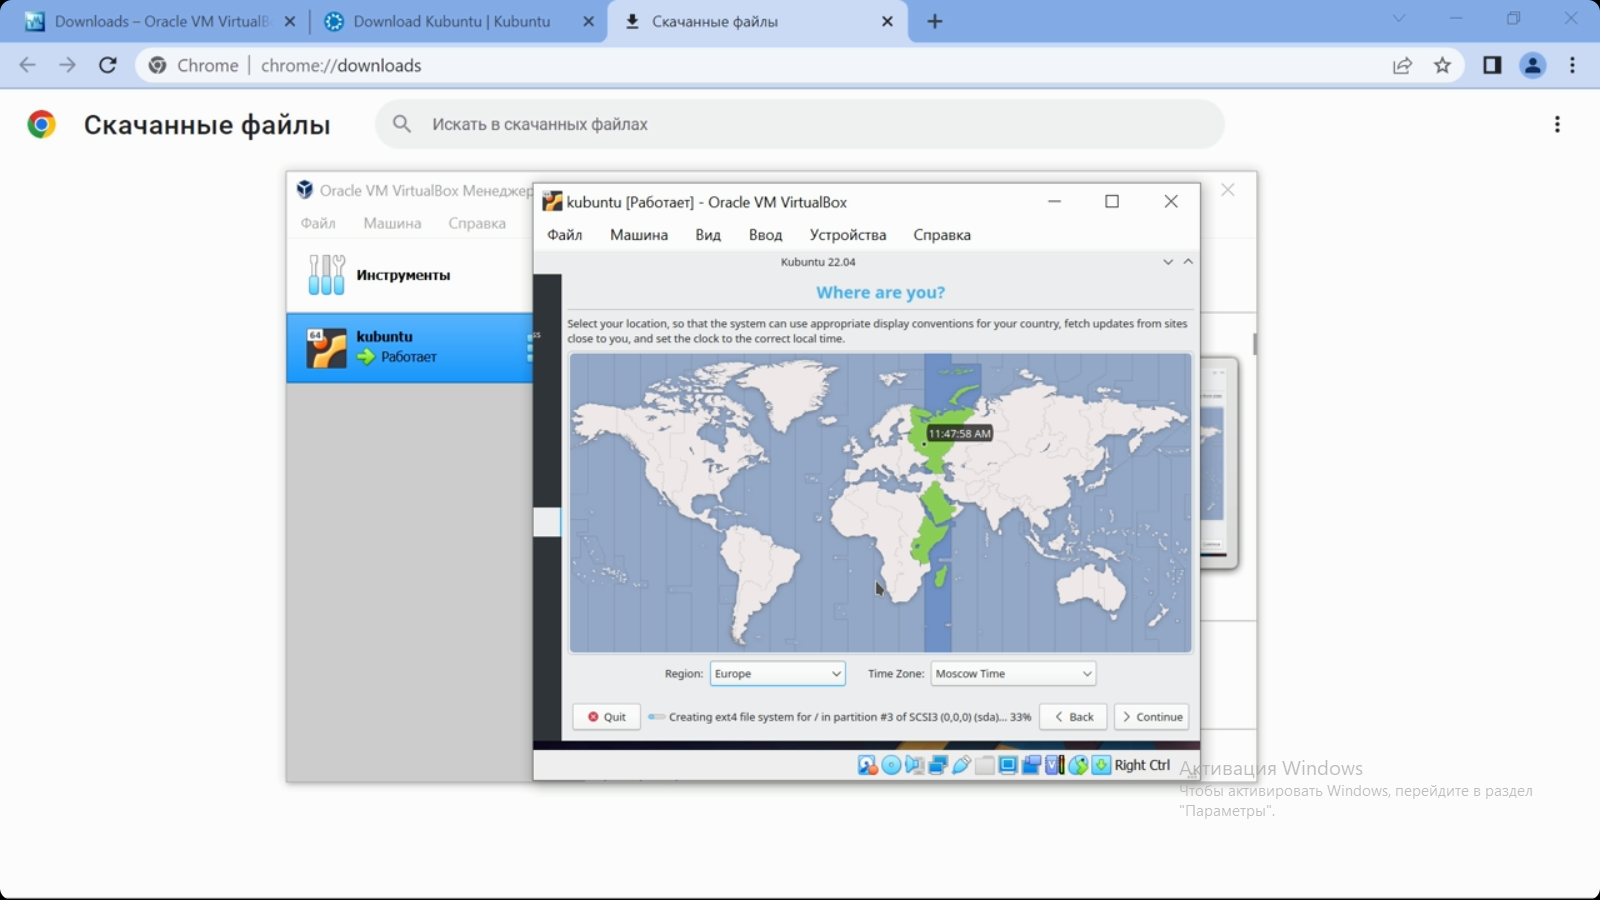 Downloads – Oracle VM VirtualB
Download Kubuntu | Kubuntu
Скачанные файлы
Chrome
chrome://downloads
Скачанные файлы
Искать в скачанных файлах
Oracle VM VirtualBox Менеджер
Файл Машина Справка
Инструменты
64
kubuntu
Работает
kubuntu [Работает] - Oracle VM VirtualBox
Файл Машина Вид Ввод Устройства Справка
Kubuntu 22.04
Where are you?
Select your location, so that the system can use appropriate display conventions for your country, fetch updates from sites
close to you, and set the clock to the correct local time.
11:47:58 AM
Region: Europe Time Zone: Moscow Time
Quit Creating ext4 file system for / in partition #3 of SCSI3 (0,0,0) (sda)... 33% Back Continue
Right Ctrl
Активация Windows
Чтобы активировать Windows, перейдите в раздел
"Параметры".